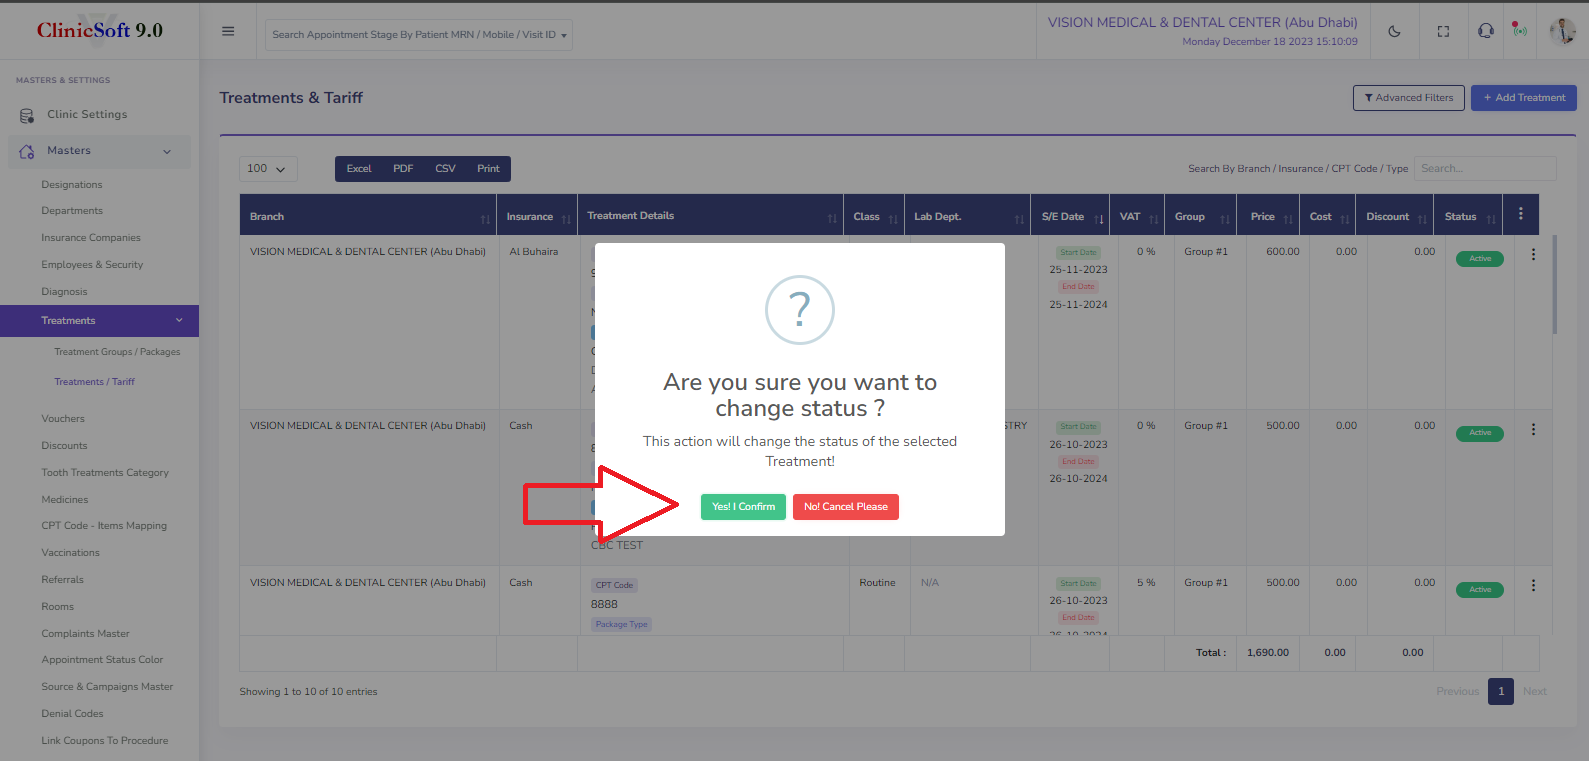 ClinicSoft 9.0
Search Appointment Stage By Patient MRN / Mobile / Visit ID
VISION MEDICAL & DENTAL CENTER (Abu Dhabi)
Monday December 18 2023 15:10:09
MASTERS & SETTINGS
Clinic Settings
Masters
Designations
Departments
Insurance Companies
Employees & Security
Diagnosis
Treatments
Treatment Groups / Packages
Treatments / Tariff
Vouchers
Discounts
Tooth Treatments Category
Medicines
CPT Code - Items Mapping
Vaccinations
Referrals
Rooms
Complaints Master
Appointment Status Color
Source & Campaigns Master
Denial Codes
Link Coupons To Procedure
Treatments & Tariff
Advanced Filters
+ Add Treatment
100
Excel PDF CSV Print
Search By Branch / Insurance / CPT Code / Type
Search...
Branch Insurance Treatment Details Class Lab Dept. S/E Date VAT Group Price Cost Discount Status
VISION MEDICAL & DENTAL CENTER (Abu Dhabi) Al Buhaira Start Date 0 % Group #1 600.00 0.00 0.00 Active
25-11-2023
End Date
25-11-2024
VISION MEDICAL & DENTAL CENTER (Abu Dhabi) Cash STRY Start Date 0 % Group #1 500.00 0.00 0.00 Active
26-10-2023
End Date
26-10-2024
CBC TEST
VISION MEDICAL & DENTAL CENTER (Abu Dhabi) Cash CPT Code Routine N/A Start Date 5 % Group #1 500.00 0.00 0.00 Active
8888 26-10-2023
Package Type End Date
26-10-2024
Total : 1,690.00 0.00 0.00
Showing 1 to 10 of 10 entries
Previous 1 Next
?
Are you sure you want to
change status ?
This action will change the status of the selected
Treatment!
Yes! I Confirm
No! Cancel Please